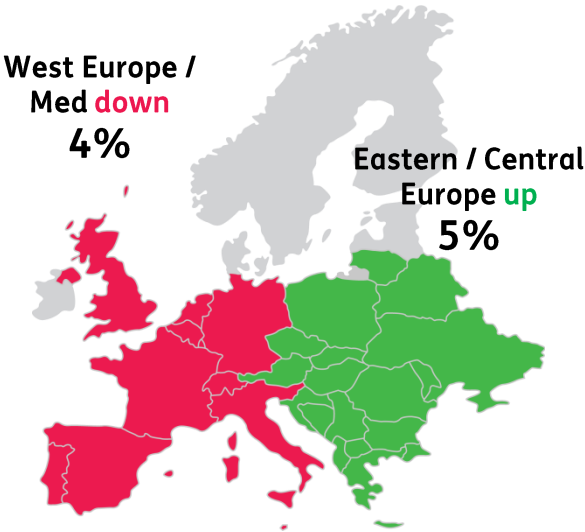 West Europe /
Med down
4%
Eastern / Central
Europe up
5%